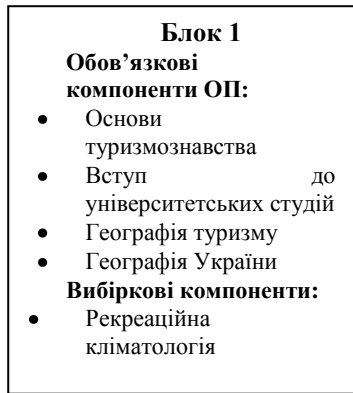 Блок 1
Обов’язкові
компоненти ОП:
• Основи
туризмознавства
• Вступ до
університетських студій
• Географія туризму
• Географія України
Вибіркові компоненти:
• Рекреаційна
кліматологія